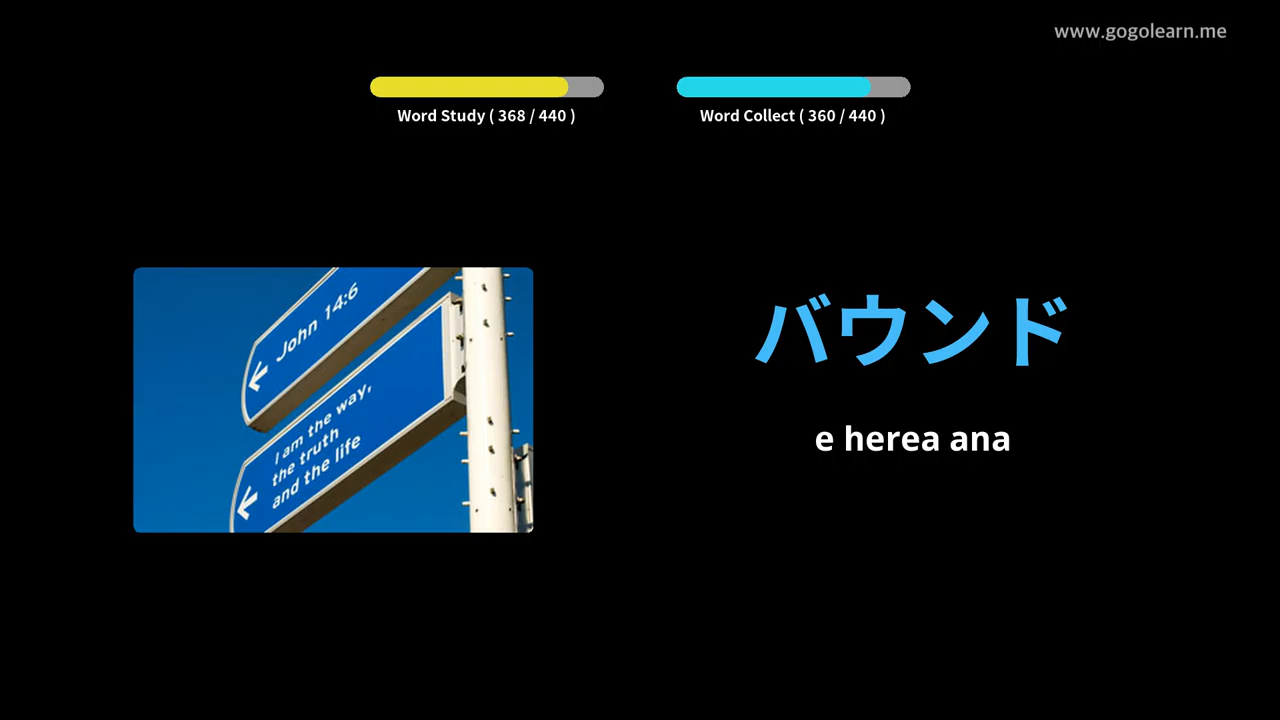 www.gogolearn.me
Word Study ( 368 / 440 )
Word Collect ( 360 / 440 )
John 14:6
I am the way,
the truth
and the life
バウンド
e herea ana